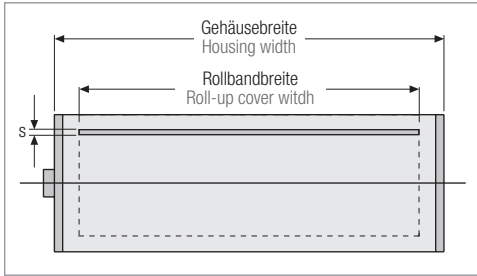 Gehäusebreite
Housing width
Rollbandbreite
Roll-up cover witdh
s